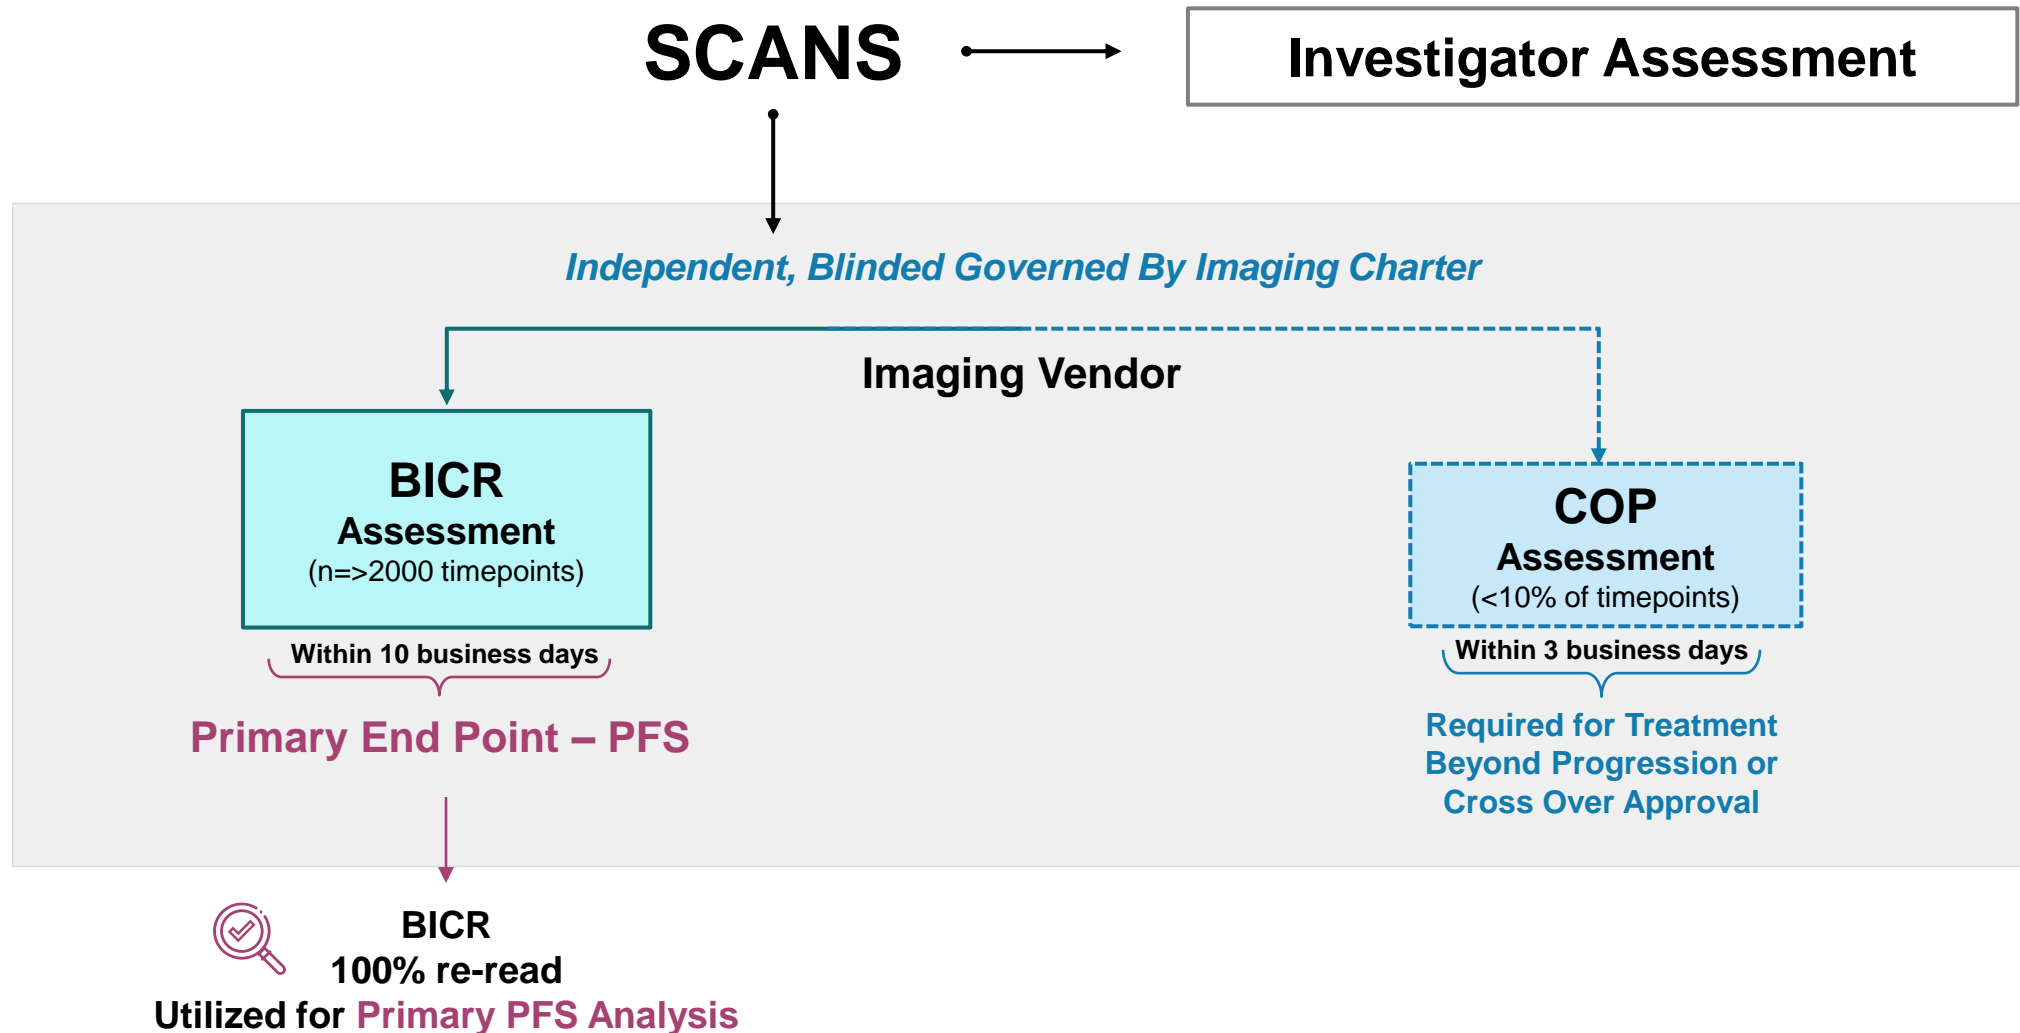 SCANS
Investigator Assessment
Independent, Blinded Governed By Imaging Charter
Imaging Vendor
BICR
Assessment
(n=>2000 timepoints)
Within 10 business days
Primary End Point – PFS
COP
Assessment
(<10% of timepoints)
Within 3 business days
Required for Treatment
Beyond Progression or
Cross Over Approval
BICR
100% re-read
Utilized for Primary PFS Analysis